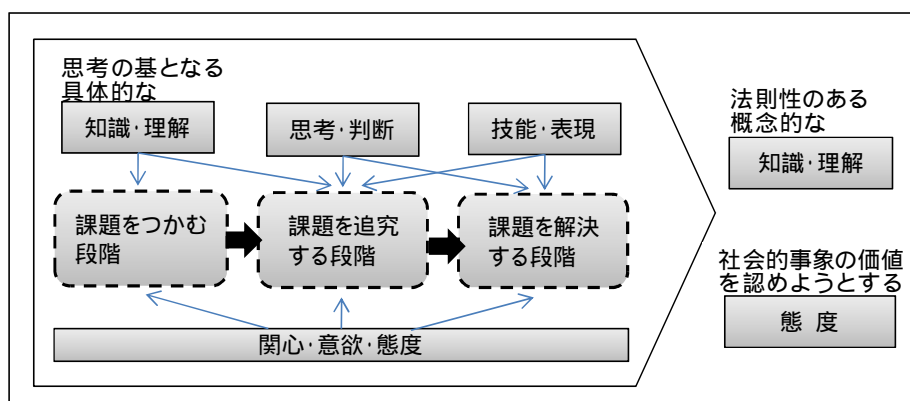 思考の基となる
具体的な
知識・理解
思考・判断
技能・表現
課題をつかむ
段階
課題を追究
する段階
課題を解決
する段階
関心・意欲・態度
法則性のある
概念的な
知識・理解
社会的事象の価値
を認めようとする
態 度